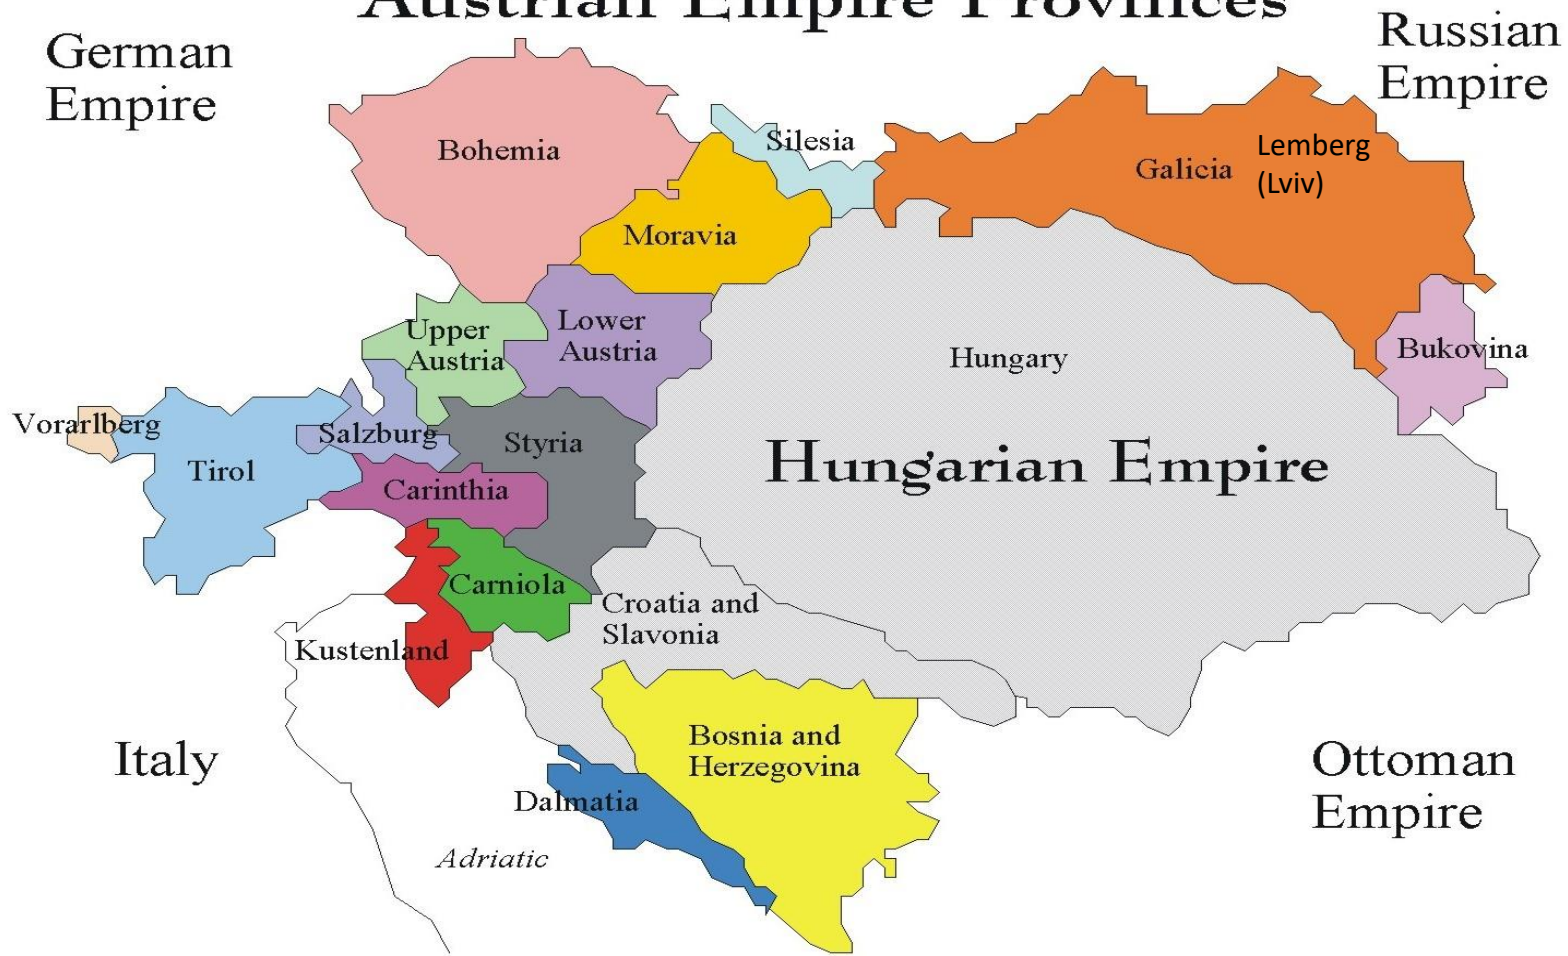 Austrian Empire Provinces
German
Empire
Russian
Empire
Bohemia
Silesia
Galicia
Lemberg
(Lviv)
Moravia
Upper
Austria
Lower
Austria
Hungary
Bukovina
Vorarlberg
Tirol
Salzburg
Styria
Hungarian Empire
Carinthia
Carniola
Croatia and
Slavonia
Kustenland
Italy
Bosnia and
Herzegovina
Dalmatia
Adriatic
Ottoman
Empire